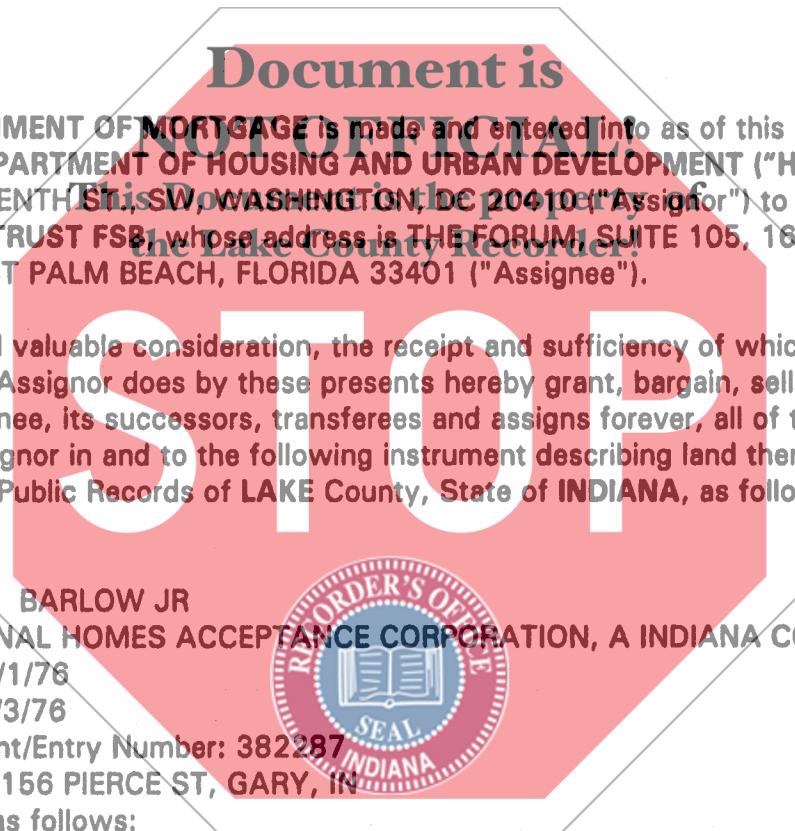 Document is
MENT OF MORTGAGE is made and entered into as of this
NOT OFFICIAL!
PARTMENT OF HOUSING AND URBAN DEVELOPMENT ("H
This Document is the property of
ENTH ST., SW, WASHINGTON, DC 20410 ("Assignor") to
the Lake County Recorder!
TRUST FSB, whose address is THE FORUM, SUITE 105, 16
T PALM BEACH, FLORIDA 33401 ("Assignee").
valuable consideration, the receipt and sufficiency of whic
Assignor does by these presents hereby grant, bargain, sell
nee, its successors, transferees and assigns forever, all of t
gnor in and to the following instrument describing land ther
Public Records of LAKE County, State of INDIANA, as follo
STOP
BARLOW JR
NAL HOMES ACCEPTANCE CORPORATION, A INDIANA CO
/1/76
/3/76
nt/Entry Number: 382287
156 PIERCE ST, GARY, IN
as follows:
RECORDER'S OFFICE
SEAL
INDIANA